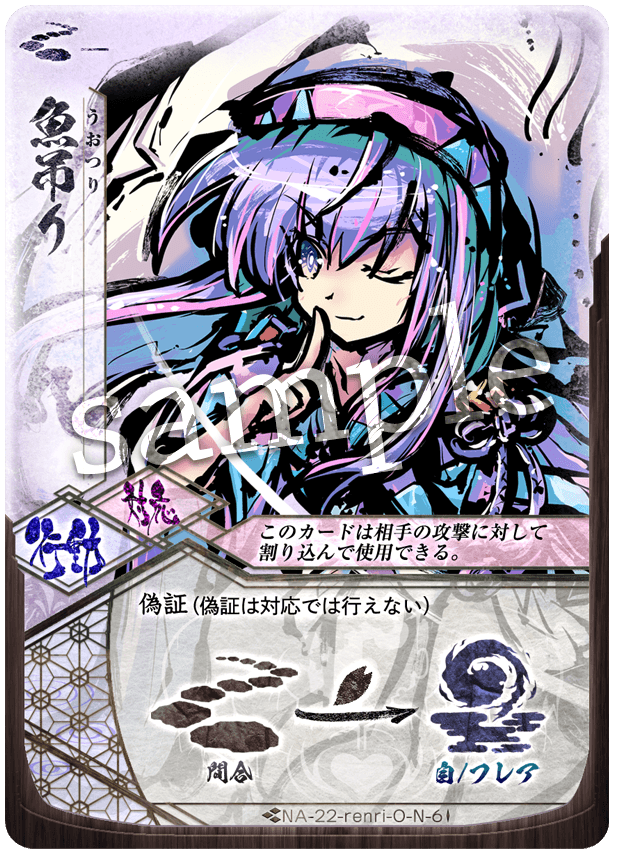 魚吊り
うおつり
sample
対応
行動
このカードは相手の攻撃に対して
割り込んで使用できる。
偽証(偽証は対応では行えない)
間合
自/フレア
NA-22-renri-O-N-6